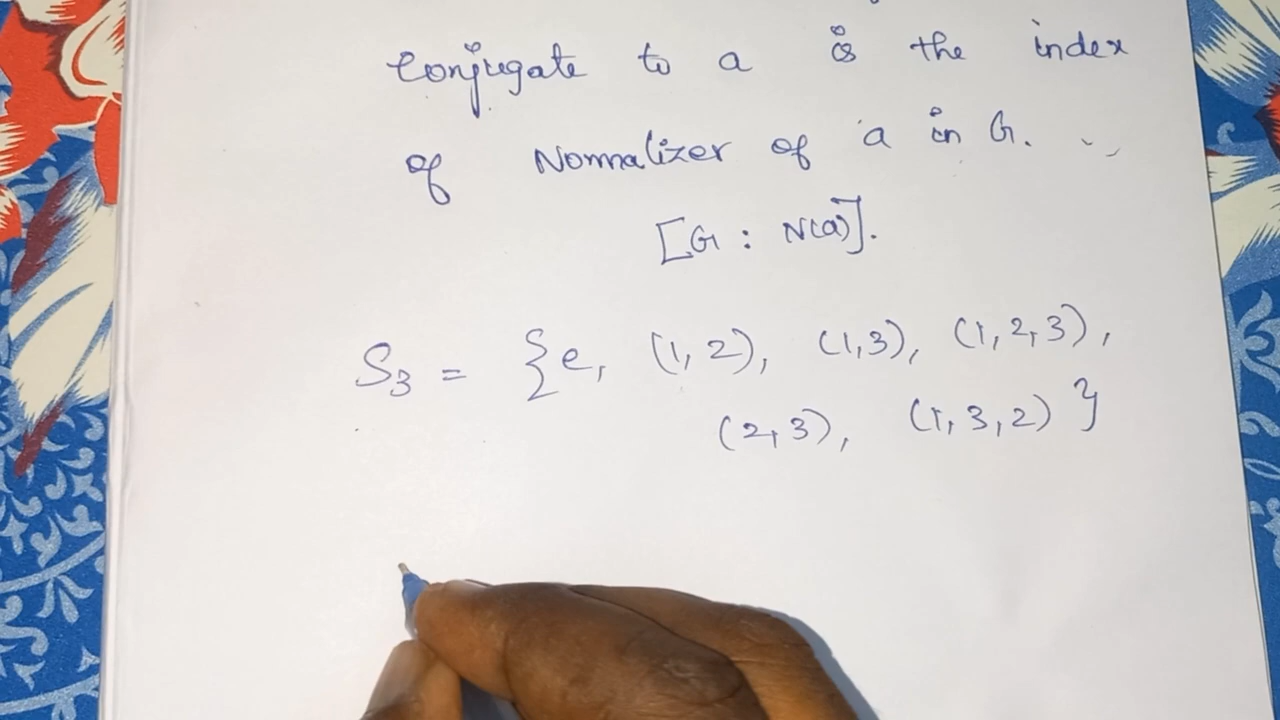 Conjugate to a is the index
of Normalizer of a in G.
[G : N(a)].
S3 = {e, (1,2), (1,3), (1,2,3),
(2,3), (1,3,2)}